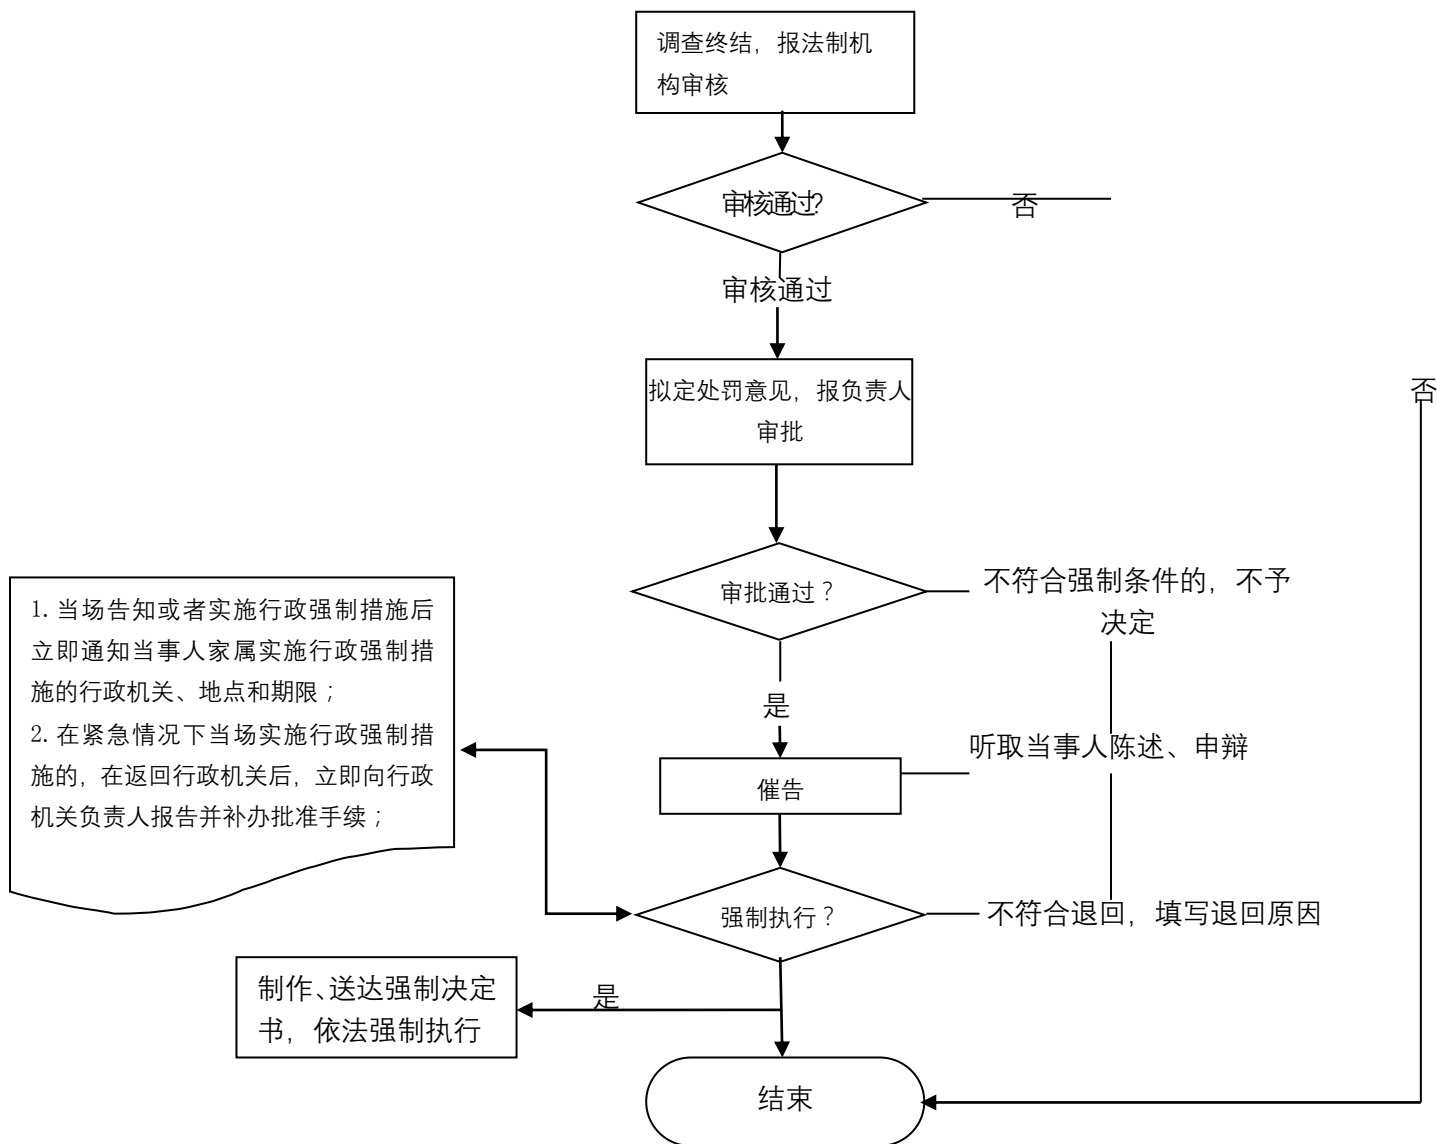 调查终结，报法制机
构审核
审核通过?
否
审核通过
拟定处罚意见，报负责人
审批
否
审批通过？
不符合强制条件的，不予
决定
1. 当场告知或者实施行政强制措施后
立即通知当事人家属实施行政强制措
施的行政机关、地点和期限；
2. 在紧急情况下当场实施行政强制措
施的，在返回行政机关后，立即向行政
机关负责人报告并补办批准手续；
是
听取当事人陈述、申辩
催告
强制执行？
不符合退回，填写退回原因
制作、送达强制决定
书，依法强制执行
是
结束